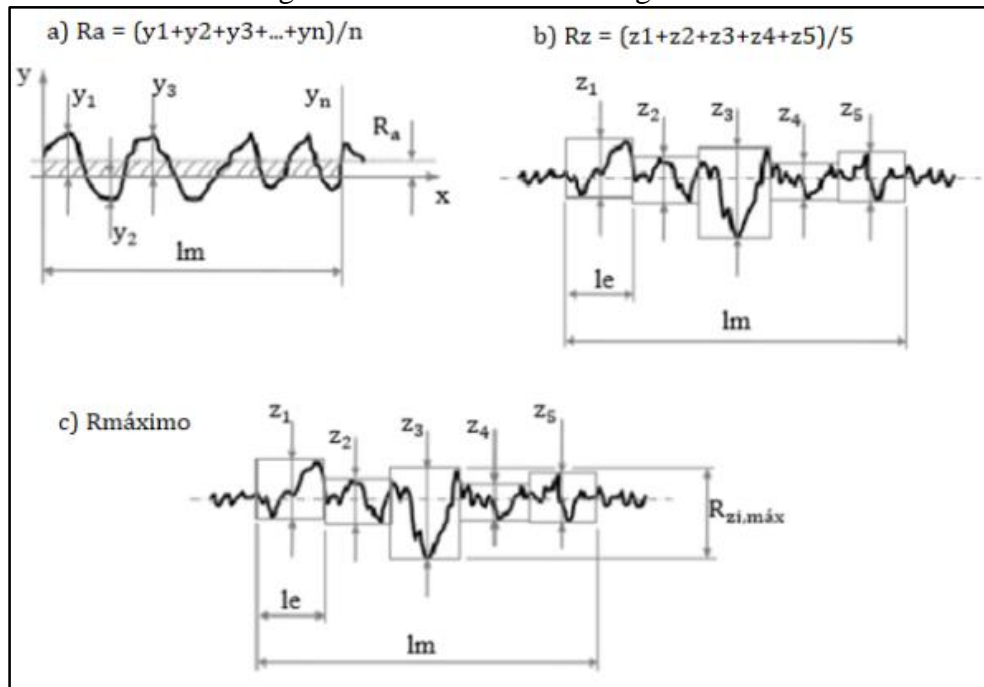 a) Ra = (y1+y2+y3+...+yn)/n
y
y₁
y₃
yₙ
Rₐ
x
y₂
lm
b) Rz = (z1+z2+z3+z4+z5)/5
z₁
z₂
z₃
z₄
z₅
le
lm
c) Rmáximo
z₁
z₂
z₃
z₄
z₅
R zi,máx
le
lm